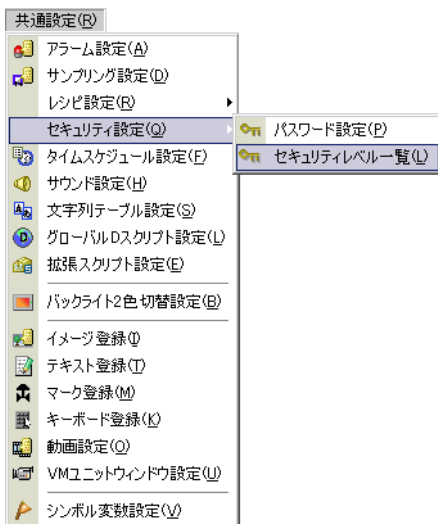 共通設定(R)
アラーム設定(A)
サンプリング設定(D)
レシピ設定(R)
セキュリティ設定(Q)
パスワード設定(P)
タイムスケジュール設定(F)
セキュリティレベル一覧(L)
サウンド設定(H)
文字列テーブル設定(S)
グローバルDスクリプト設定(L)
拡張スクリプト設定(E)
バックライト2色切替設定(B)
イメージ登録(I)
テキスト登録(T)
マーク登録(M)
キーボード登録(K)
動画設定(O)
VMユニットウィンドウ設定(U)
シンボル変数設定(V)